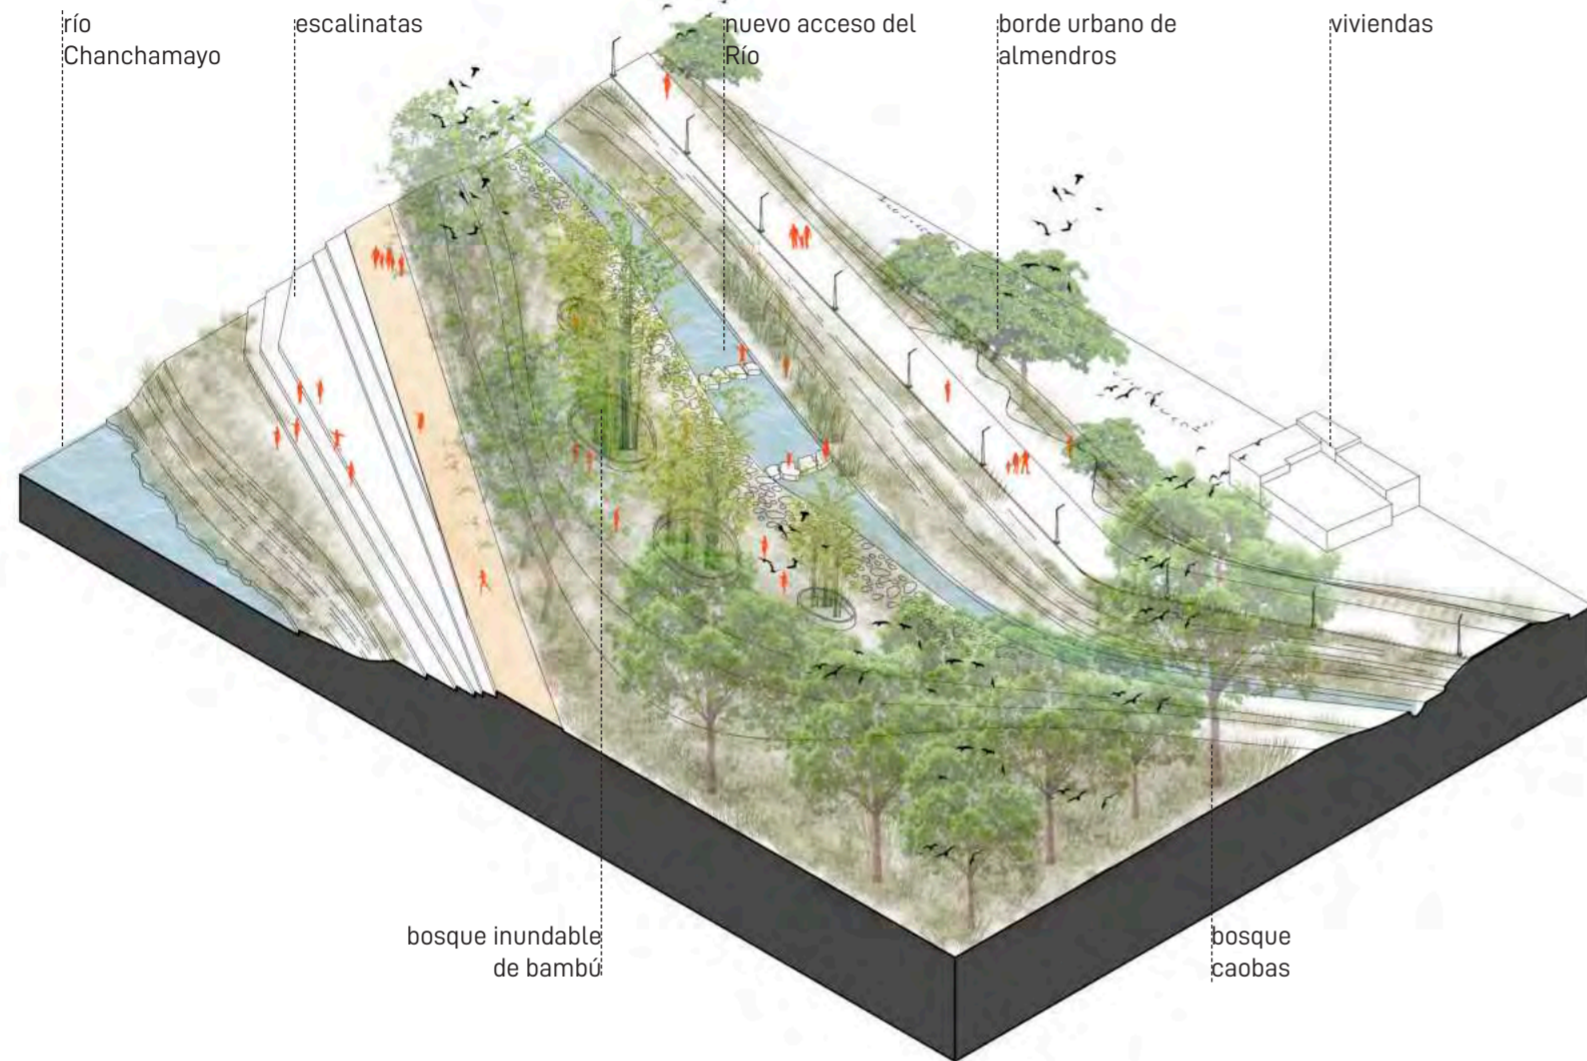 río
Chanchamayo
escalinatas
nuevo acceso del
Río
borde urbano de
almendros
viviendas
bosque inundable
de bambú
bosque
caobas